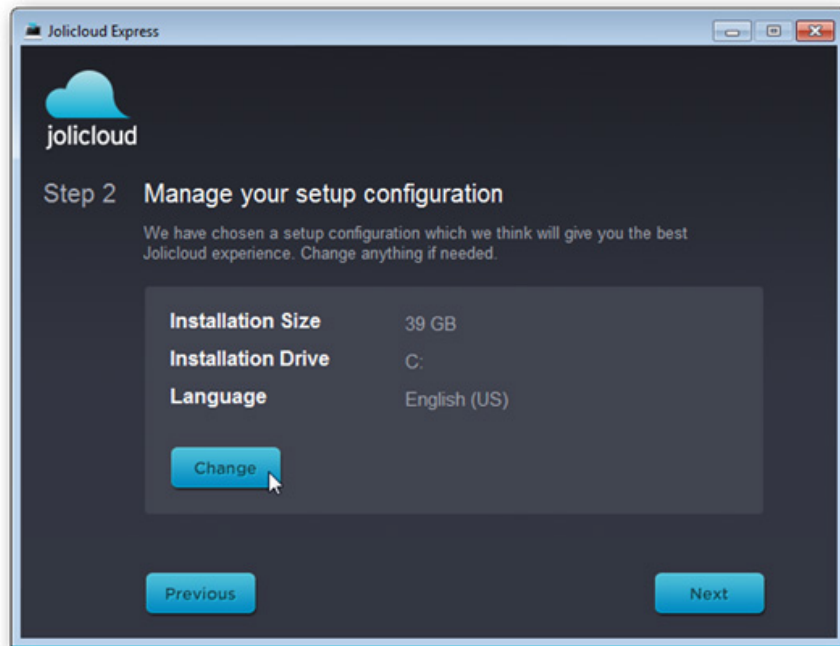 Jolicloud Express
jolicloud
Step 2 Manage your setup configuration
We have chosen a setup configuration which we think will give you the best
Jolicloud experience. Change anything if needed.
Installation Size 39 GB
Installation Drive C:
Language English (US)
Change
Previous Next